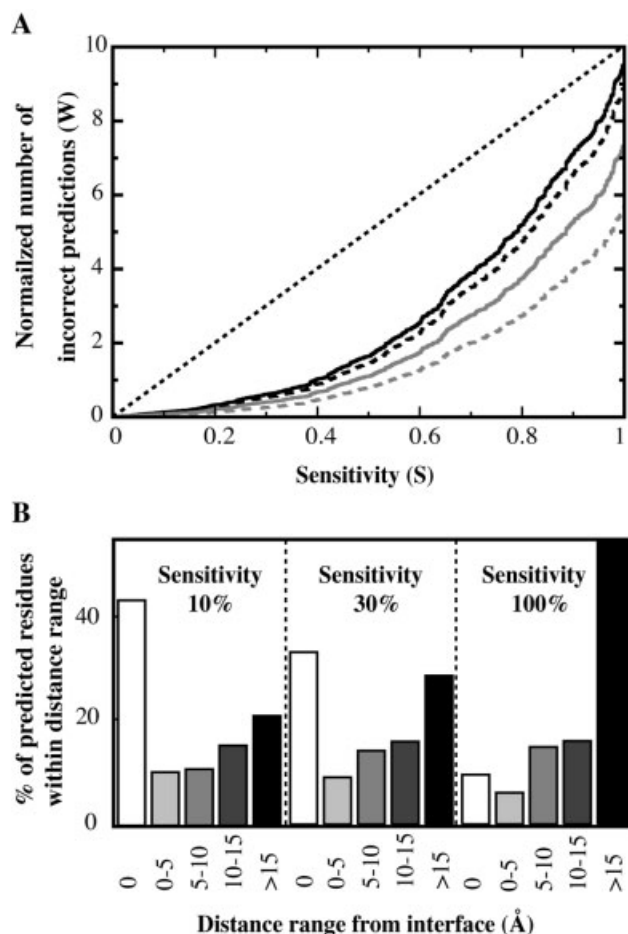 A
10
8
6
4
2
0
Normailzed number of
incorrect predictions (W)
0 0.2 0.4 0.6 0.8 1
Sensitivity (S)
B
Sensitivity Sensitivity Sensitivity
10% 30% 100%
40
20
0
% of predicted residues
within distance range
0 0-5 5-10 10-15 >15 0 0-5 5-10 10-15 >15 0 0-5 5-10 10-15 >15
Distance range from interface (Å)